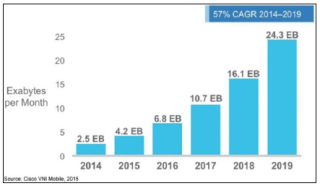 57% CAGR 2014–2019
Exabytes
per Month
25
20
15
10
5
0
2.5 EB
4.2 EB
6.8 EB
10.7 EB
16.1 EB
24.3 EB
2014 2015 2016 2017 2018 2019
Source: Cisco VNI Mobile, 2015